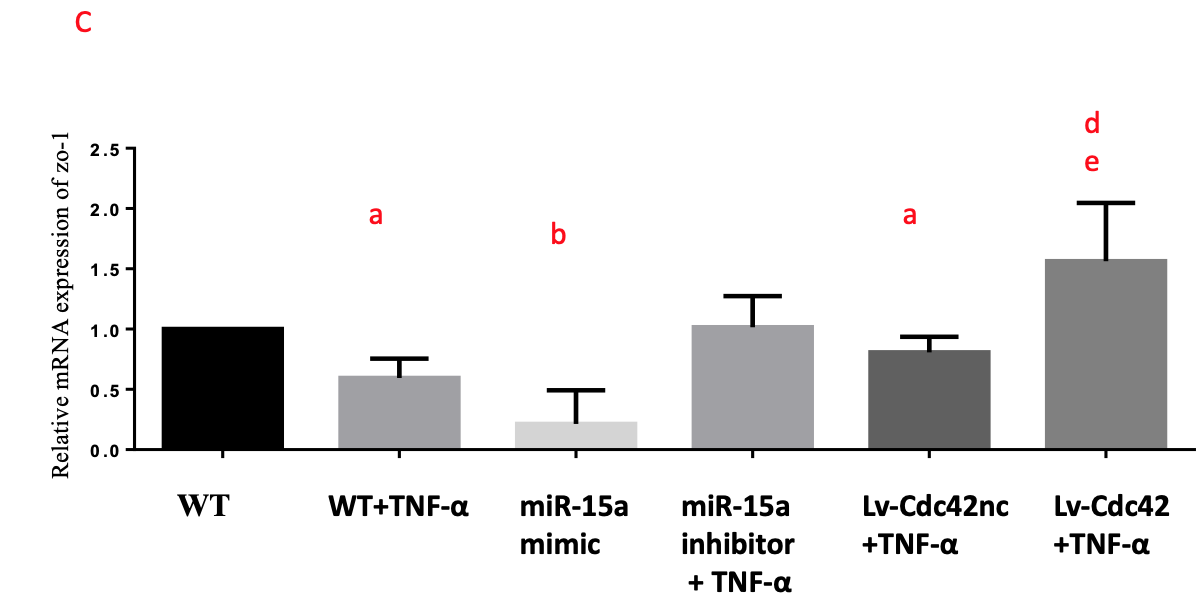 C
d
e
a
b
a
Relative mRNA expression of zo-1
2.5
2.0
1.5
1.0
0.5
0.0
WT
WT+TNF-α
miR-15a
mimic
miR-15a
inhibitor
+ TNF-α
Lv-Cdc42nc
+TNF-α
Lv-Cdc42
+TNF-α